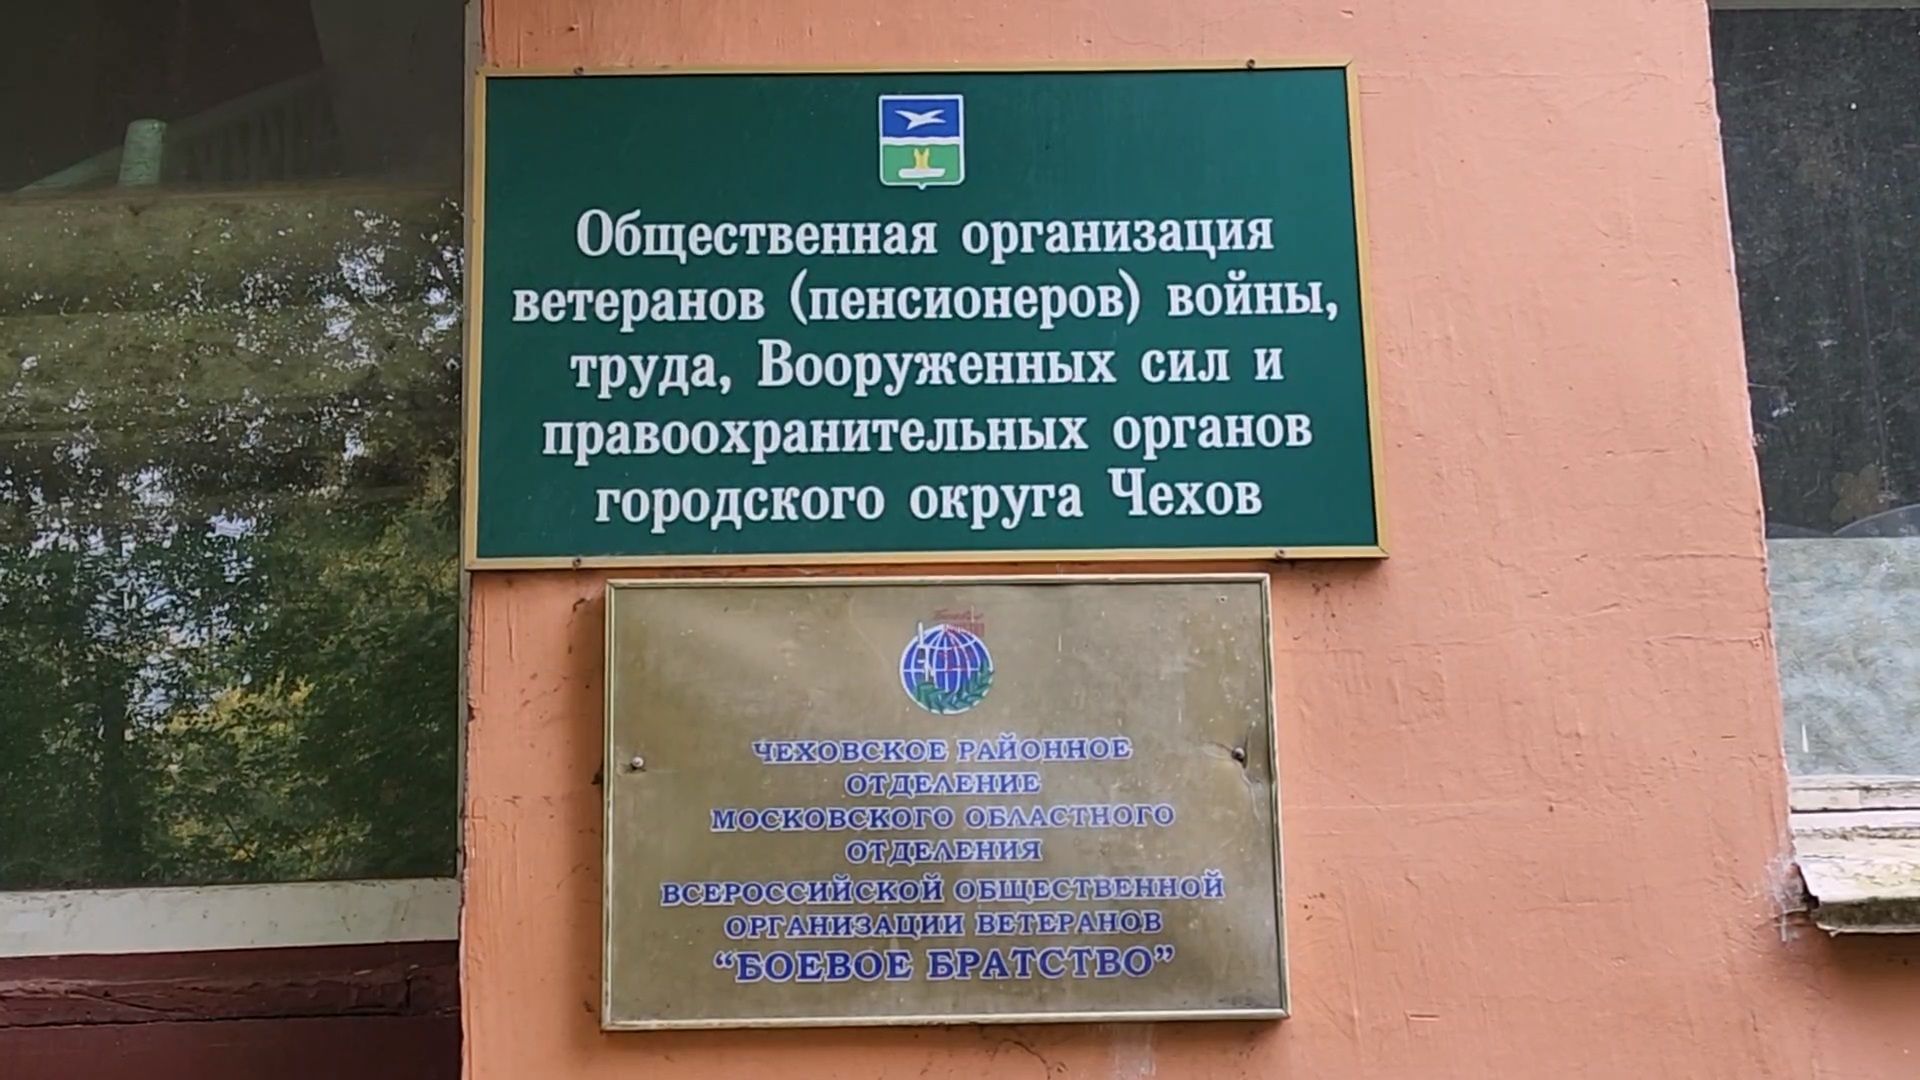 Общественная организация
ветеранов (пенсионеров) войны,
труда, Вооруженных сил и
правоохранительных органов
городского округа Чехов
ЧЕХОВСКОЕ РАЙОННОЕ
ОТДЕЛЕНИЕ
МОСКОВСКОГО ОБЛАСТНОГО
ОТДЕЛЕНИЯ
ВСЕРОССИЙСКОЙ ОБЩЕСТВЕННОЙ
ОРГАНИЗАЦИИ ВЕТЕРАНОВ
“БОЕВОЕ БРАТСТВО”